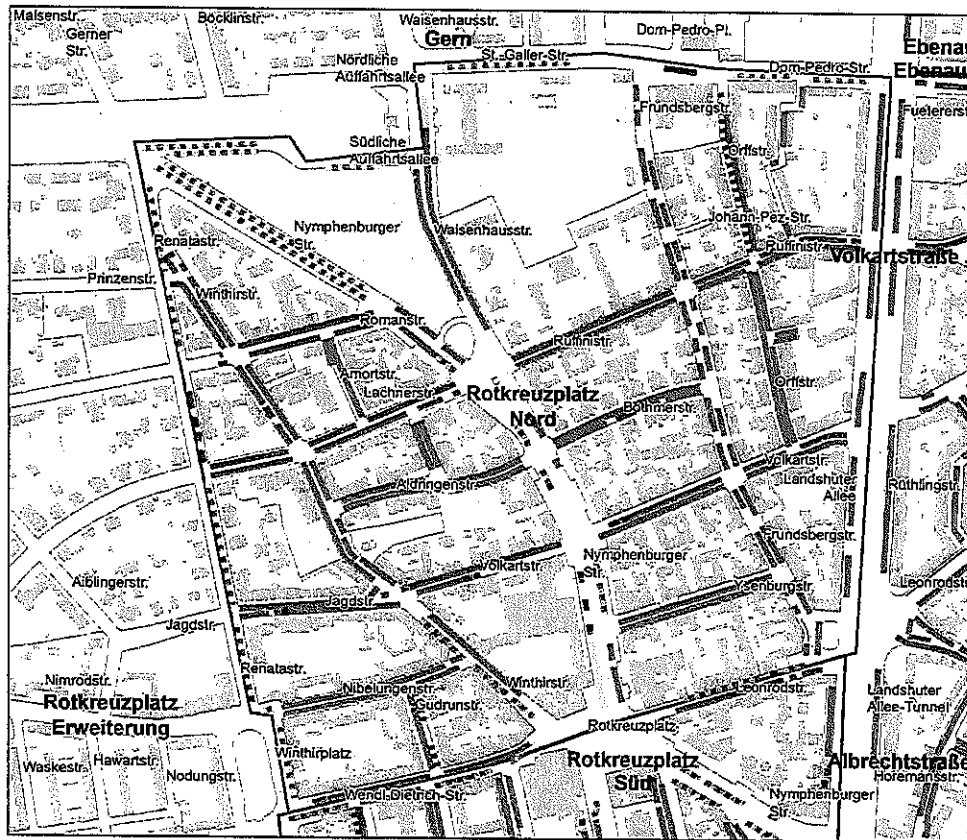 Maisenstr.
Böcklinstr.
Waisenhausstr.
Dom-Pedro-Pl.
Gerner
Str.
Gern
Ebenau
Nördliche
Auffahrtsallee
St.-Galler-Str.
Dom-Pedro-Str.
Ebenau
Fuetererstr
Frundsbergstr.
Südliche
Auffahrtsallee
Orffstr.
Johann-Pez-Str.
Nymphenburger
Str.
Waisenhausstr.
Ruffinistr.
Renatastr.
Volkartstraße
Prinzenstr.
Winthirstr.
Romanstr.
Ruffinistr.
Amortstr.
Lachnerstr.
Orffstr.
Rotkreuzplatz
Nord
Böthmerstr.
Volkartstr.
Aldringenstr.
Landshuter
Allee
Ruthlingstr.
Frundsbergstr.
Nymphenburger
Str.
Volkartstr.
Aiblingerstr.
Ysenburgstr.
Leonrodstr
Jagdstr.
Jagdstr.
Renatastr.
Nimrodstr.
Nibelungenstr.
Winthirstr.
Leonrodstr.
Landshuter
Allee-Tunnel
Rotkreuzplatz
Erweiterung
Gudrunstr.
Rotkreuzplatz
Waskestr.
Hawartstr.
Winthirplatz
Rotkreuzplatz
Süd
Albrechtstraße
Nodungstr.
Horemansstr.
Wendl-Dietrich-Str.
Nymphenburger
Str.